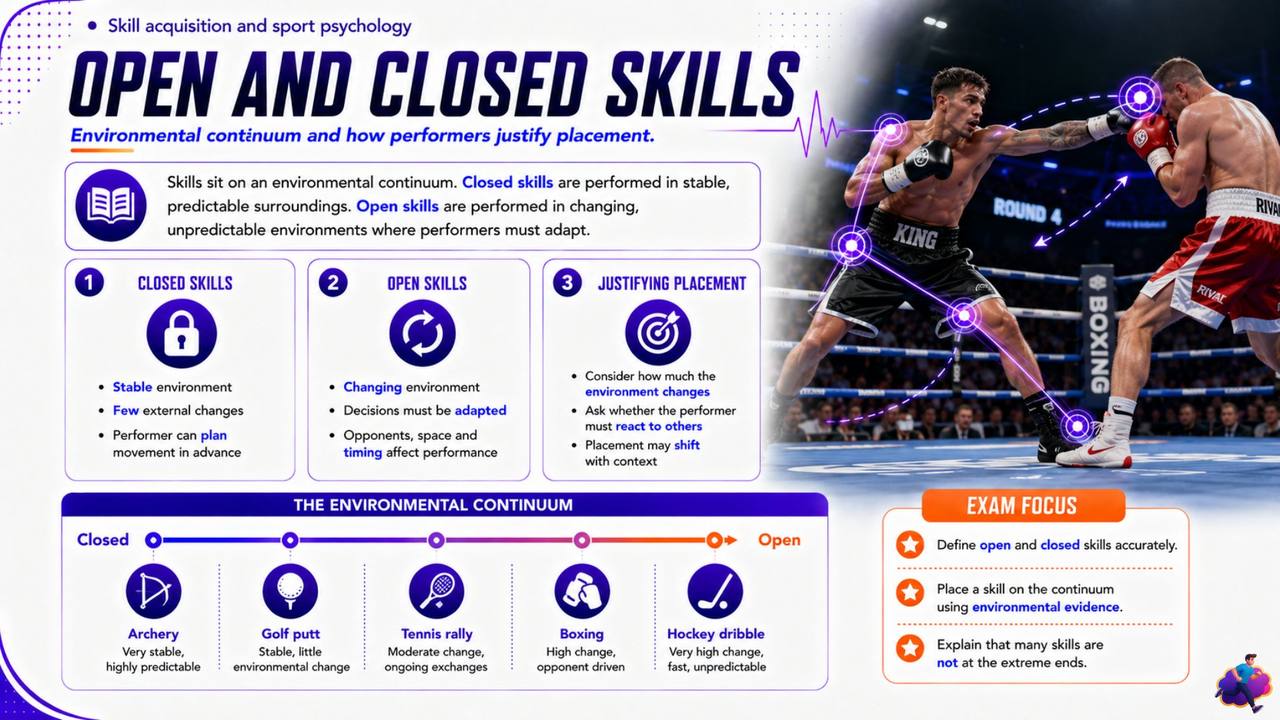 Skill acquisition and sport psychology
OPEN AND CLOSED SKILLS
Environmental continuum and how performers justify placement.
Skills sit on an environmental continuum. Closed skills are performed in stable,
predictable surroundings. Open skills are performed in changing,
unpredictable environments where performers must adapt.
1 CLOSED SKILLS
• Stable environment
• Few external changes
• Performer can plan
movement in advance
2 OPEN SKILLS
• Changing environment
• Decisions must be adapted
• Opponents, space and
timing affect performance
3 JUSTIFYING PLACEMENT
• Consider how much the
environment changes
• Ask whether the performer
must react to others
• Placement may shift
with context
KING
ROUND 4
RIVAL
BOXING
THE ENVIRONMENTAL CONTINUUM
Closed
Open
Archery
Very stable,
highly predictable
Golf putt
Stable, little
environmental change
Tennis rally
Moderate change,
ongoing exchanges
Boxing
High change,
opponent driven
Hockey dribble
Very high change,
fast, unpredictable
EXAM FOCUS
Define open and closed skills accurately.
Place a skill on the continuum
using environmental evidence.
Explain that many skills are
not at the extreme ends.